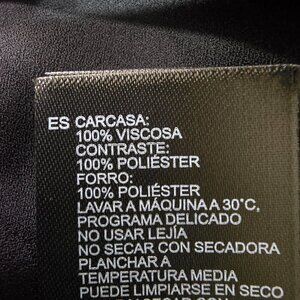 ES CARCASA:
100% VISCOSA
CONTRASTE:
100% POLIÉSTER
FORRO:
100% POLIÉSTER
LAVAR A MÁQUINA A 30˚C,
PROGRAMA DELICADO
NO USAR LEJÍA
NO SECAR CON SECADORA
PLANCHAR A
TEMPERATURA MEDIA
PUEDE LIMPIARSE EN SECO